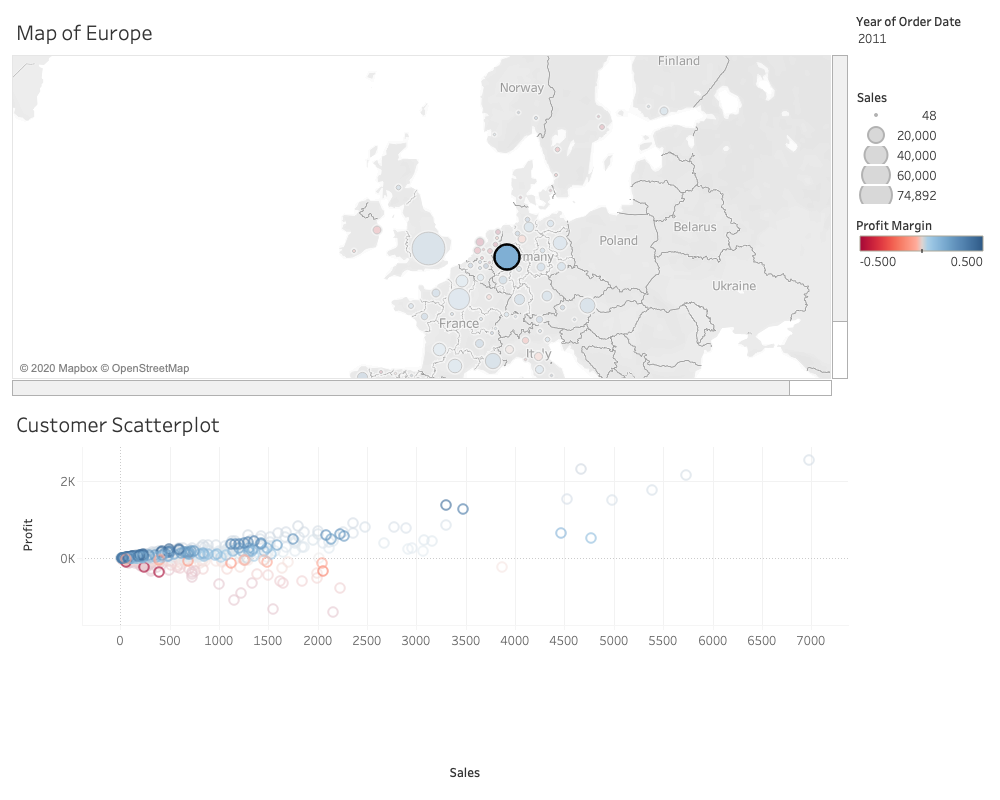 Map of Europe
Year of Order Date
2011
Finland
Norway
Sales
48
20,000
40,000
60,000
74,892
Belarus
Poland
Profit Margin
-0.500 0.500
many
Ukraine
France
Italy
© 2020 Mapbox © OpenStreetMap
Customer Scatterplot
2K
Profit
0K
0 500 1000 1500 2000 2500 3000 3500 4000 4500 5000 5500 6000 6500 7000
Sales